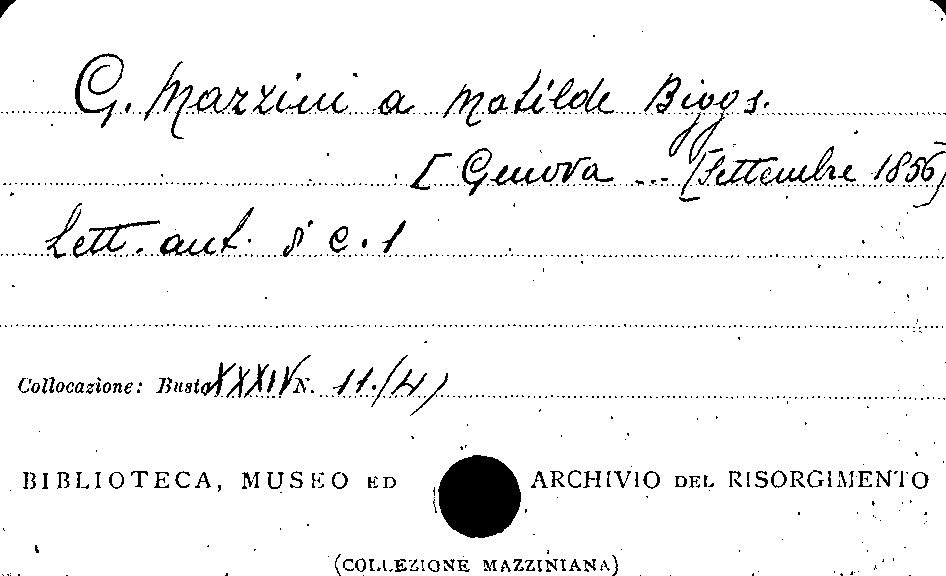 G. Mazzini a Matilde Biggs.
[Genova ... [Settembre 1856]
Lett. aut. di c. 1
Collocazione: Busta XXXIV N. 11./4)
BIBLIOTECA, MUSEO ED ARCHIVIO DEL RISORGIMENTO
(COLLEZIONE MAZZINIANA)